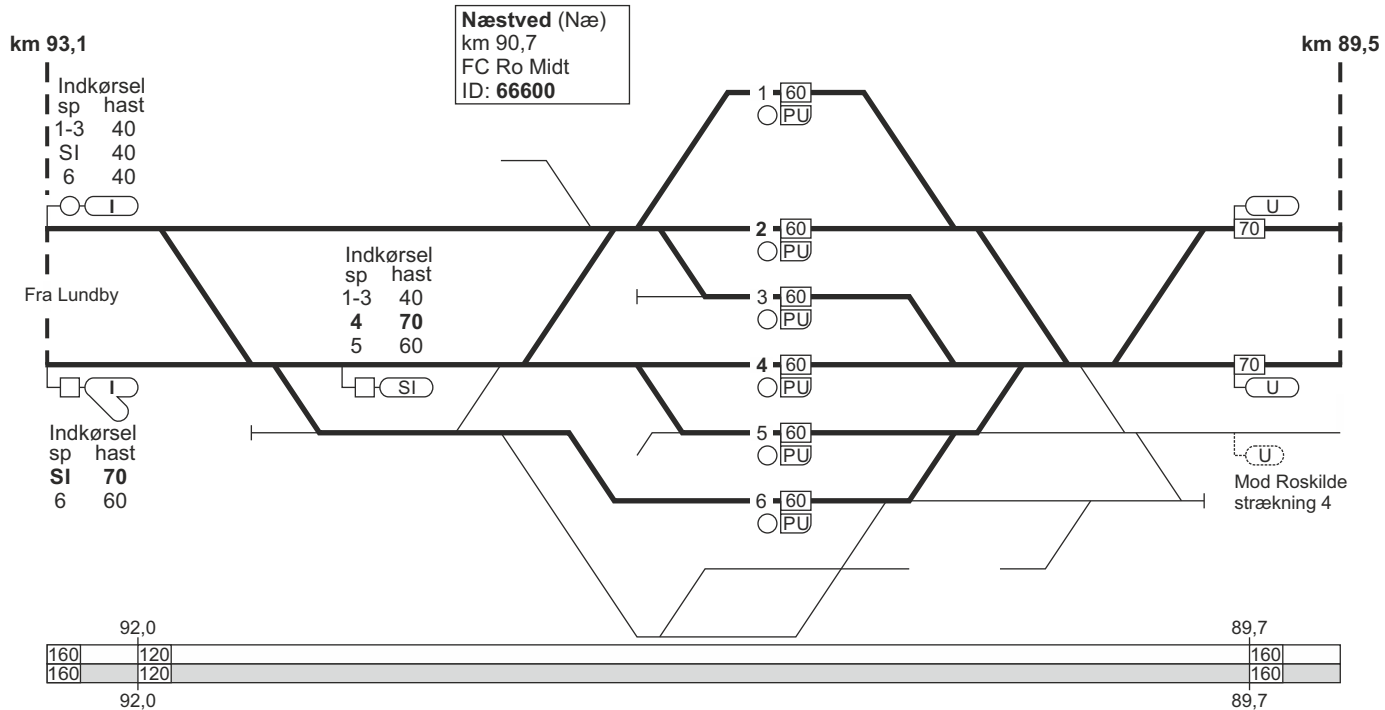 Næstved (Næ)
km 90,7
FC Ro Midt
ID: 66600
km 93,1
km 89,5
Indkørsel
sp hast
1-3 40
SI 40
6 40
I
1 60
PU
U
2 60
70
PU
Indkørsel
sp hast
1-3 40
4 70
5 60
Fra Lundby
3 60
PU
4 60
70
I
SI
PU
U
Indkørsel
sp hast
SI 70
6 60
5 60
PU
U
Mod Roskilde
strækning 4
6 60
PU
92,0
89,7
160 120 160
160 120 160
92,0
89,7